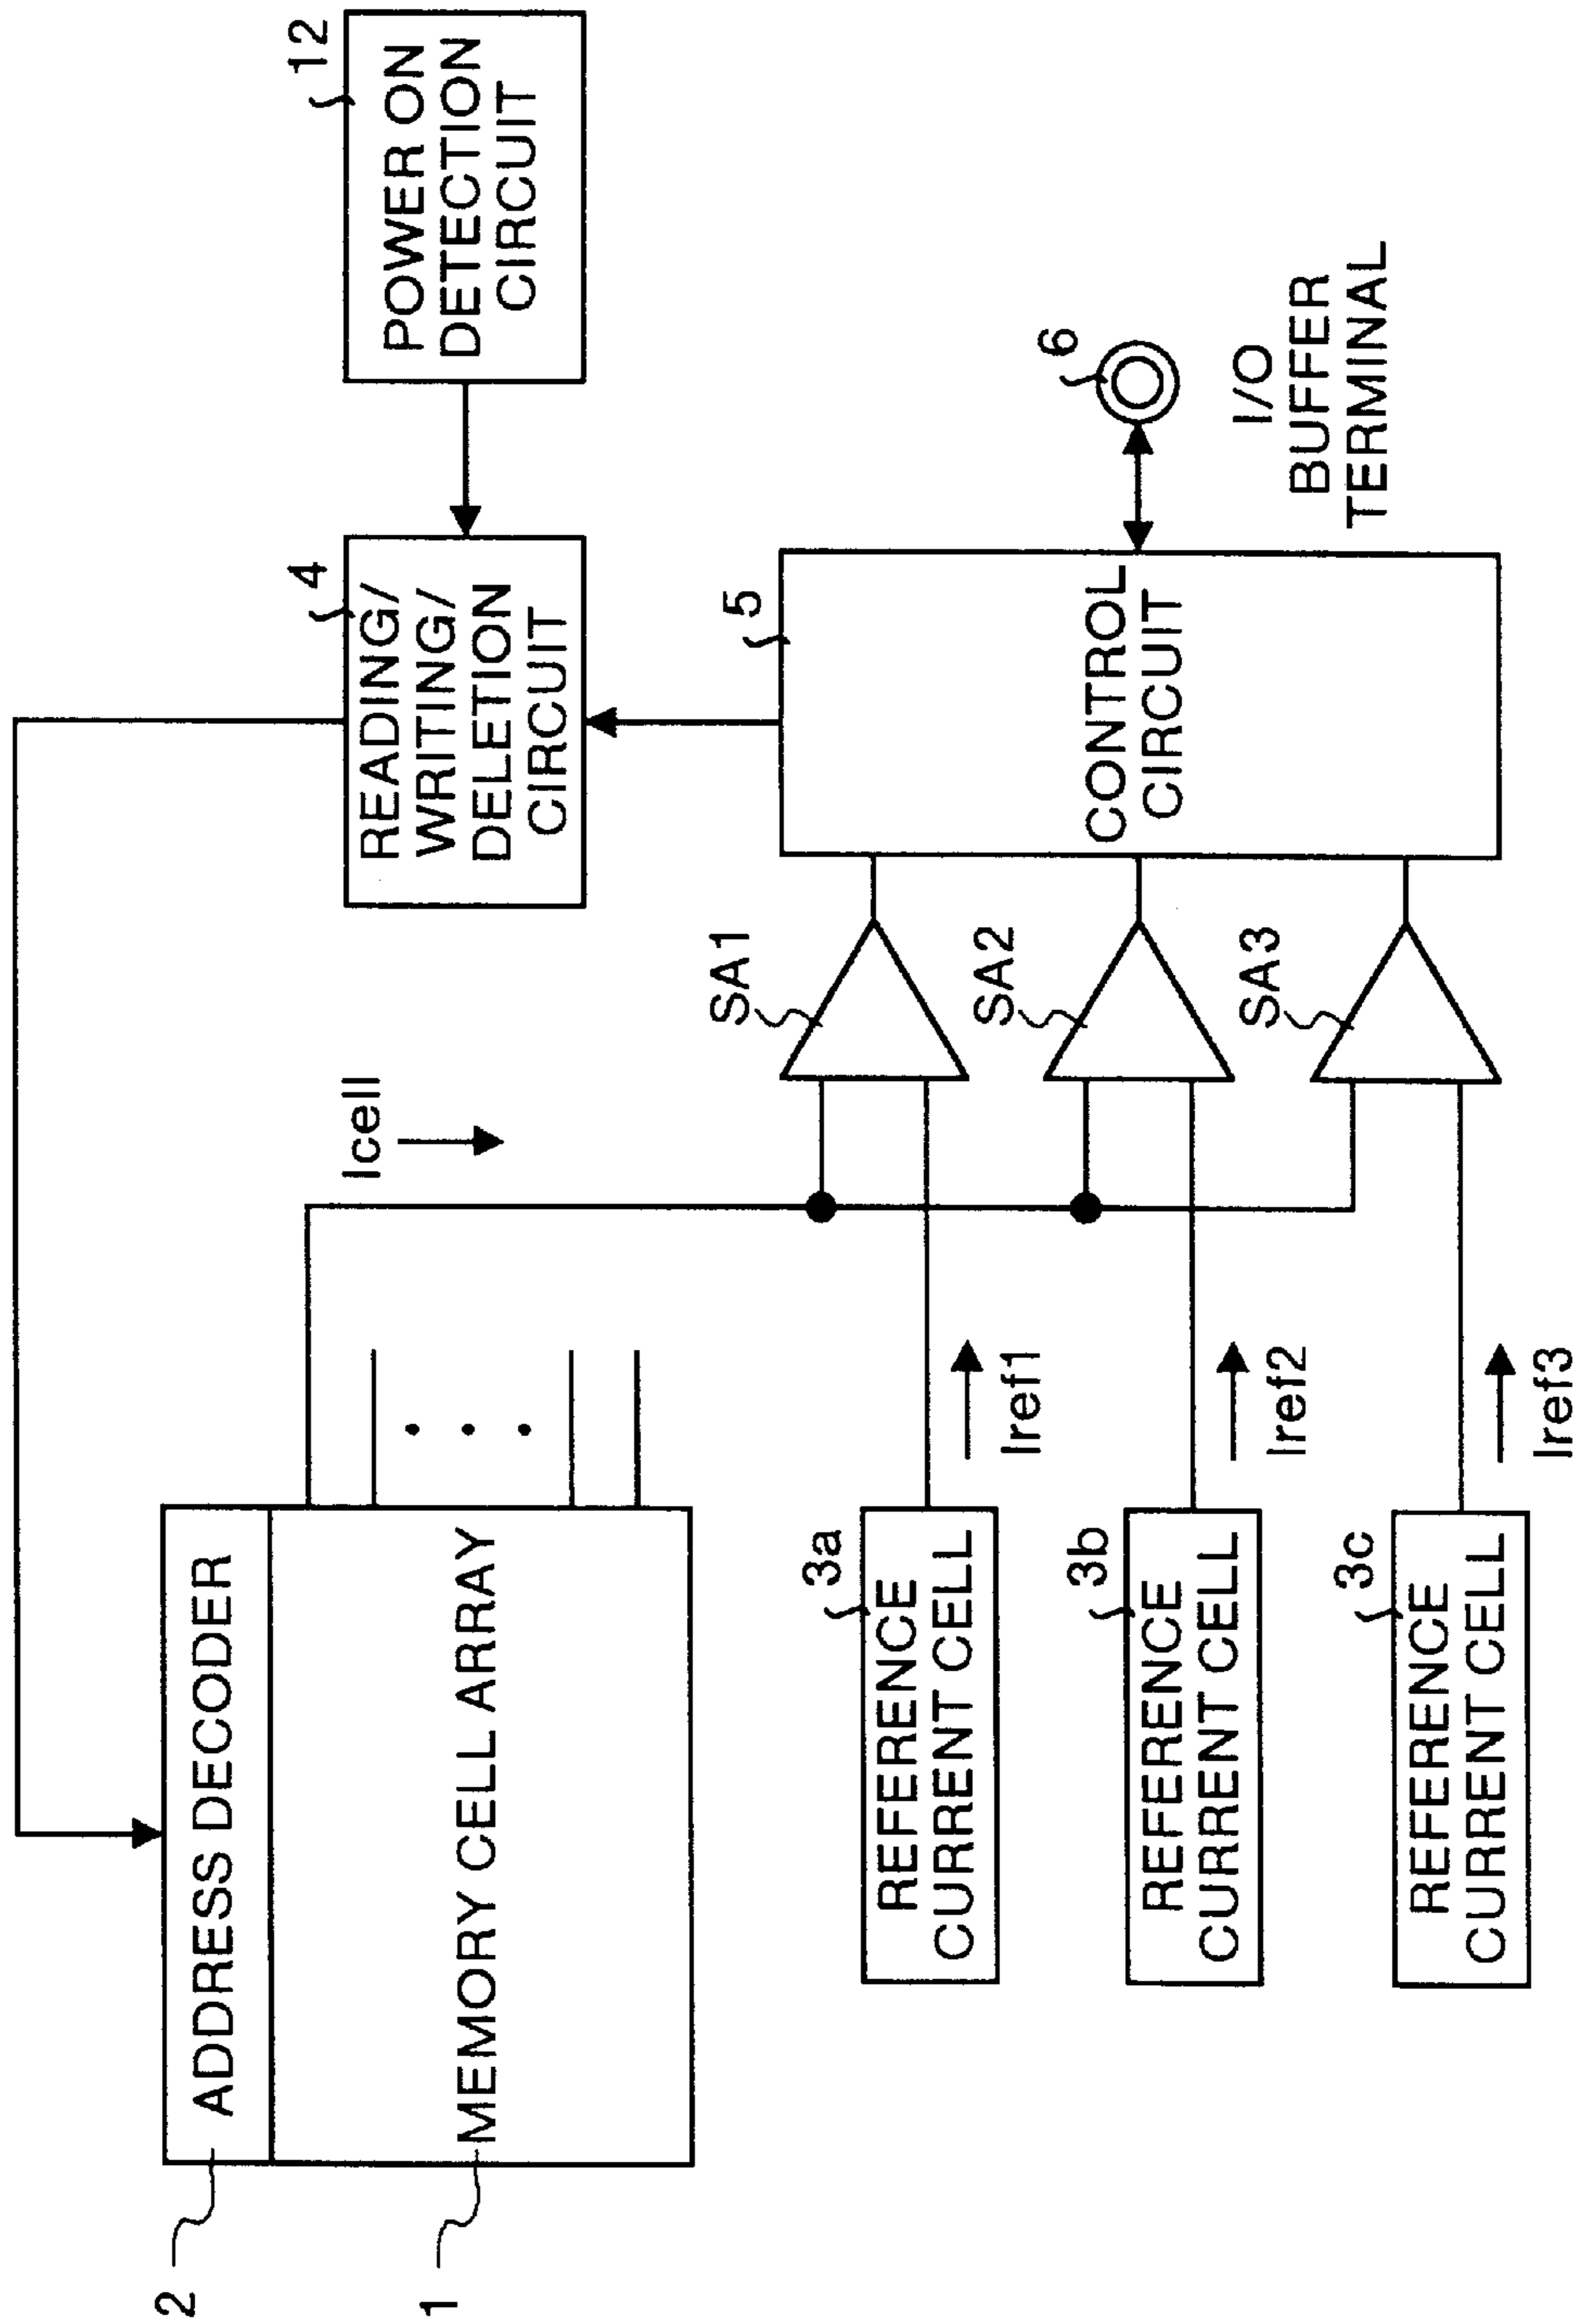 2
ADDRESS DECODER
1
MEMORY CELL ARRAY
Icell
4
READING/
WRITING/
DELETION
CIRCUIT
12
POWER ON
DETECTION
CIRCUIT
3a
REFERENCE
CURRENT CELL
Iref1
SA1
5
CONTROL
CIRCUIT
6
I/O
BUFFER
TERMINAL
3b
REFERENCE
CURRENT CELL
Iref2
SA2
3c
REFERENCE
CURRENT CELL
Iref3
SA3